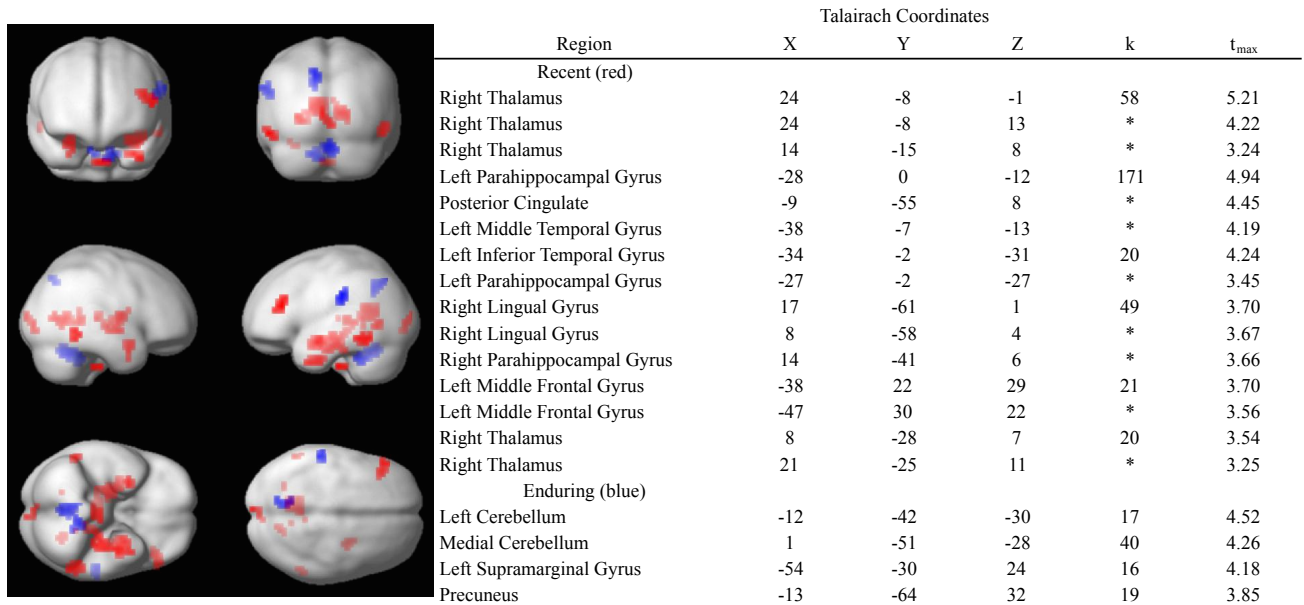 Talairach Coordinates
Region X Y Z k tmax
Recent (red)
Right Thalamus 24 -8 -1 58 5.21
Right Thalamus 24 -8 13 * 4.22
Right Thalamus 14 -15 8 * 3.24
Left Parahippocampal Gyrus -28 0 -12 171 4.94
Posterior Cingulate -9 -55 8 * 4.45
Left Middle Temporal Gyrus -38 -7 -13 * 4.19
Left Inferior Temporal Gyrus -34 -2 -31 20 4.24
Left Parahippocampal Gyrus -27 -2 -27 * 3.45
Right Lingual Gyrus 17 -61 1 49 3.70
Right Lingual Gyrus 8 -58 4 * 3.67
Right Parahippocampal Gyrus 14 -41 6 * 3.66
Left Middle Frontal Gyrus -38 22 29 21 3.70
Left Middle Frontal Gyrus -47 30 22 * 3.56
Right Thalamus 8 -28 7 20 3.54
Right Thalamus 21 -25 11 * 3.25
Enduring (blue)
Left Cerebellum -12 -42 -30 17 4.52
Medial Cerebellum 1 -51 -28 40 4.26
Left Supramarginal Gyrus -54 -30 24 16 4.18
Precuneus -13 -64 32 19 3.85